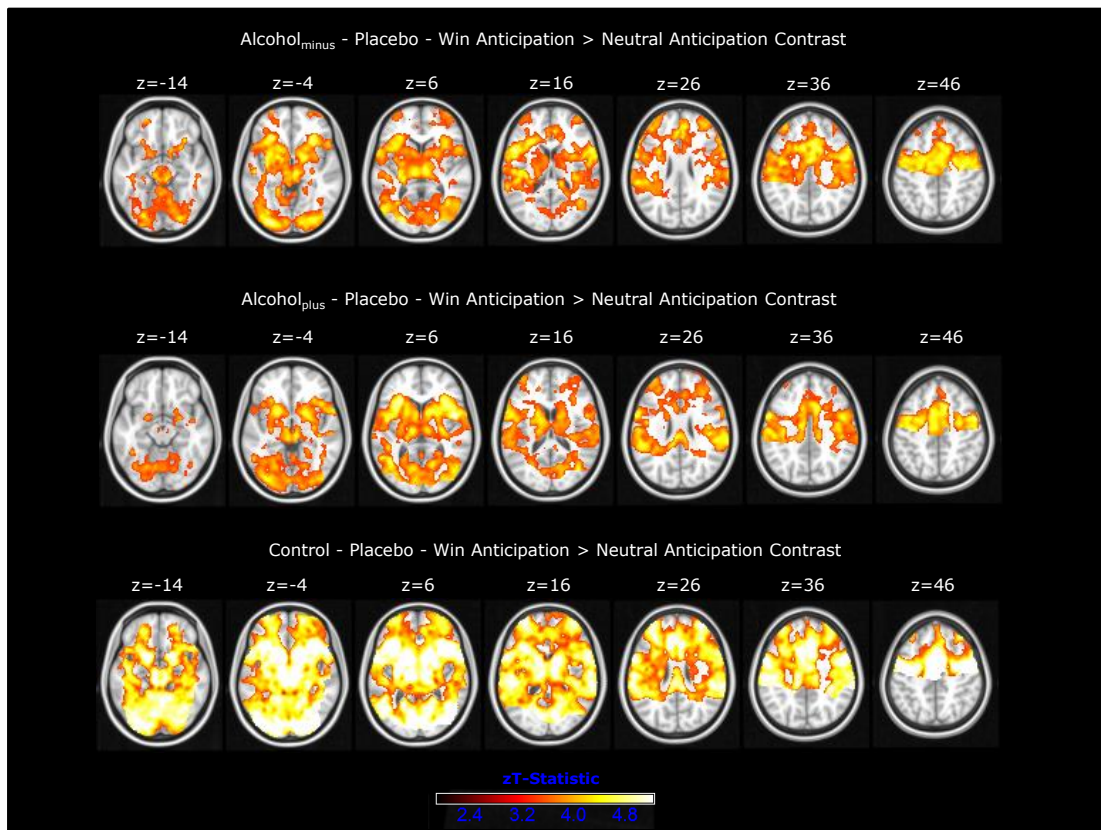 Alcoholminus - Placebo - Win Anticipation > Neutral Anticipation Contrast
z=-14 z=-4 z=6 z=16 z=26 z=36 z=46
Alcoholplus - Placebo - Win Anticipation > Neutral Anticipation Contrast
z=-14 z=-4 z=6 z=16 z=26 z=36 z=46
Control - Placebo - Win Anticipation > Neutral Anticipation Contrast
z=-14 z=-4 z=6 z=16 z=26 z=36 z=46
zT-Statistic
2.4 3.2 4.0 4.8